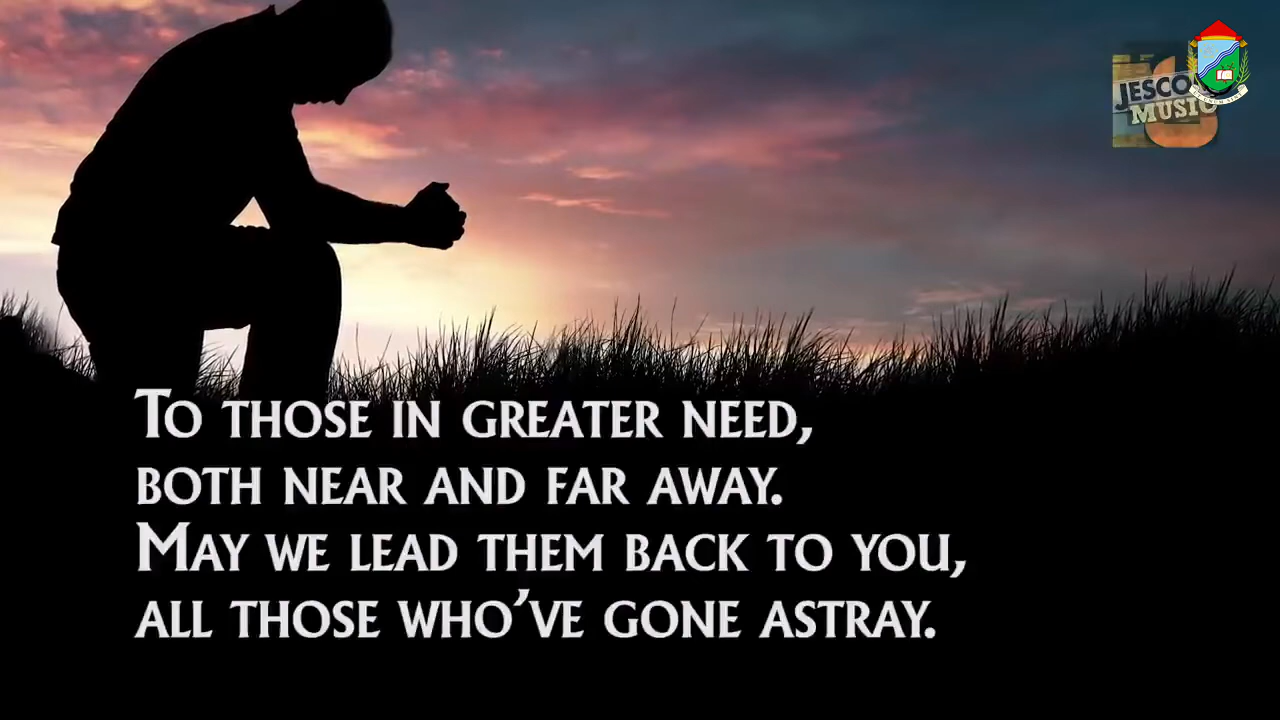 JESCOM
MUSIC
To those in greater need,
both near and far away.
May we lead them back to you,
all those who've gone astray.